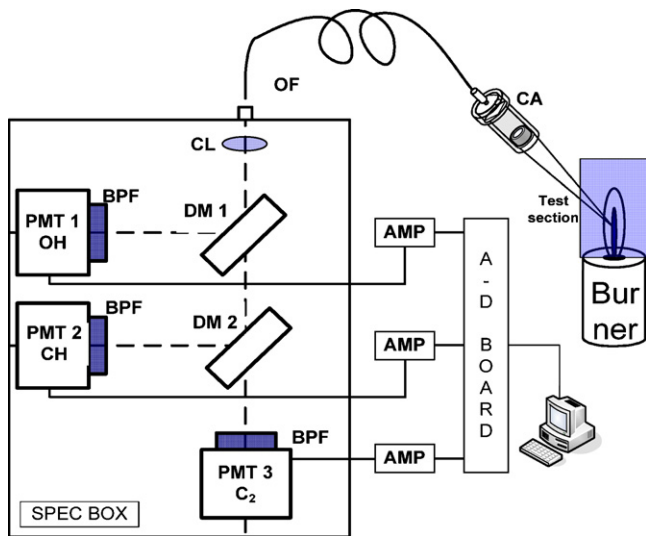 OF
CA
CL
BPF
DM 1
Test
section
PMT 1
OH
AMP
Bur
ner
A
-
D
B
O
A
R
D
BPF
DM 2
PMT 2
CH
AMP
BPF
PMT 3
C₂
AMP
SPEC BOX